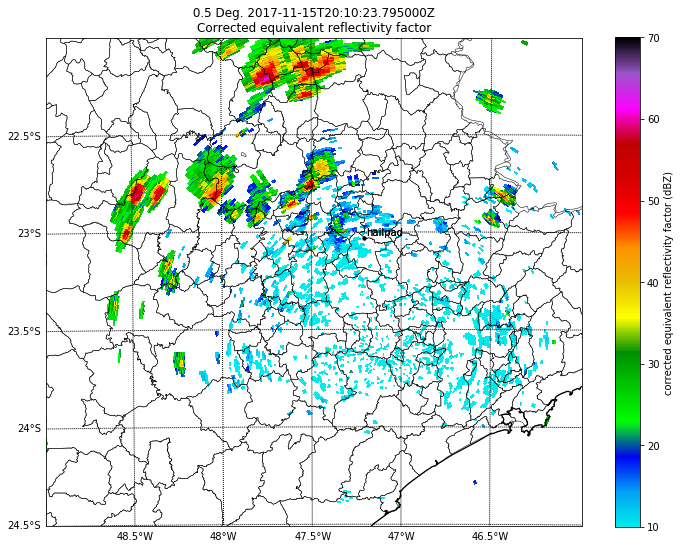 0.5 Deg. 2017-11-15T20:10:23.795000Z
Corrected equivalent reflectivity factor
22.5°S
23°S
23.5°S
24°S
24.5°S
48.5°W
48°W
47.5°W
47°W
46.5°W
hailpad
70
60
50
40
30
20
10
corrected equivalent reflectivity factor (dBZ)